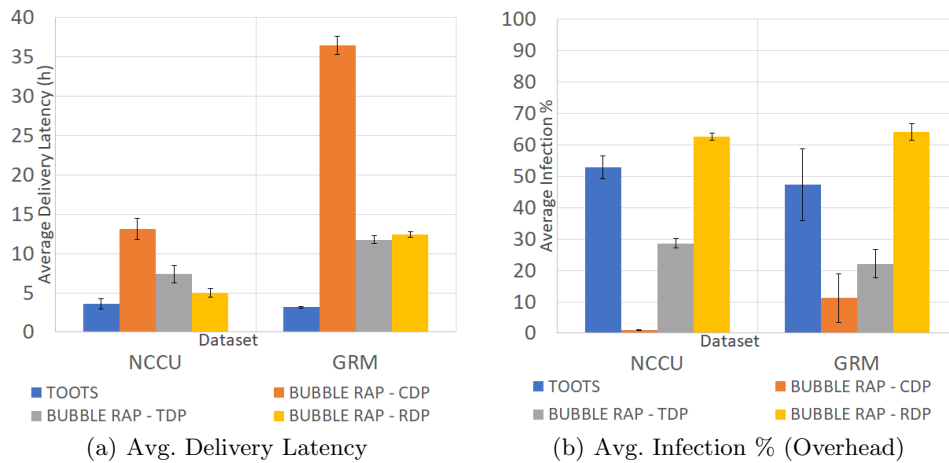 40
35
30
25
20
15
10
5
0
Average Delivery Latency (h)
Dataset
NCCU GRM
TOOTS BUBBLE RAP - CDP
BUBBLE RAP - TDP BUBBLE RAP - RDP
(a) Avg. Delivery Latency
100
90
80
70
60
50
40
30
20
10
0
Average Infection %
Dataset
NCCU GRM
TOOTS BUBBLE RAP - CDP
BUBBLE RAP - TDP BUBBLE RAP - RDP
(b) Avg. Infection % (Overhead)